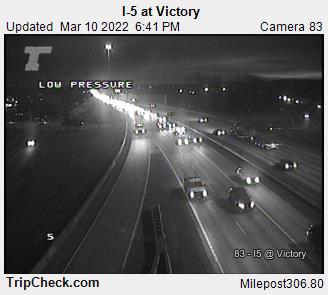 I-5 at Victory
Updated Mar 10 2022 6:41 PM Camera 83
T
LOW PRESSURE
S
83 - I5 @ Victory
TripCheck.com Milepost306.80